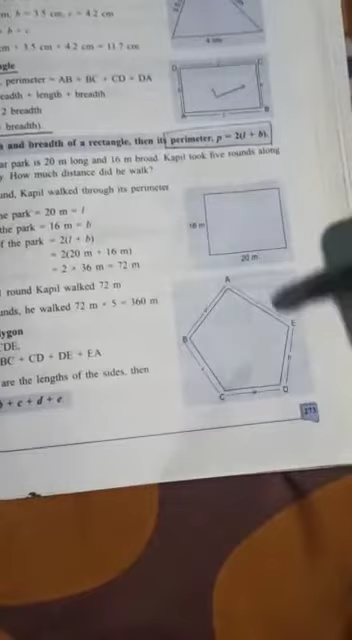 m, b = 3.5 cm, c = 4.2 cm
b + c
cm + 3.5 cm + 4.2 cm = 11.7 cm
4 cm
ngle
perimeter = AB + BC + CD + DA
eadth + length + breadth
2 breadth
breadth).
D
C
A
B
and breadth of a rectangle, then its perimeter, p = 2(l + b).
ar park is 20 m long and 16 m broad. Kapil took five rounds along
y. How much distance did he walk?
und, Kapil walked through its perimeter
he park = 20 m = l
the park = 16 m = b
f the park = 2(l + b)
= 2(20 m + 16 m)
= 2 × 36 m = 72 m
16 m
20 m
round Kapil walked 72 m
unds, he walked 72 m × 5 = 360 m
lygon
CDE,
BC + CD + DE + EA
are the lengths of the sides, then
b + c + d + e
A
B
E
C
D
273